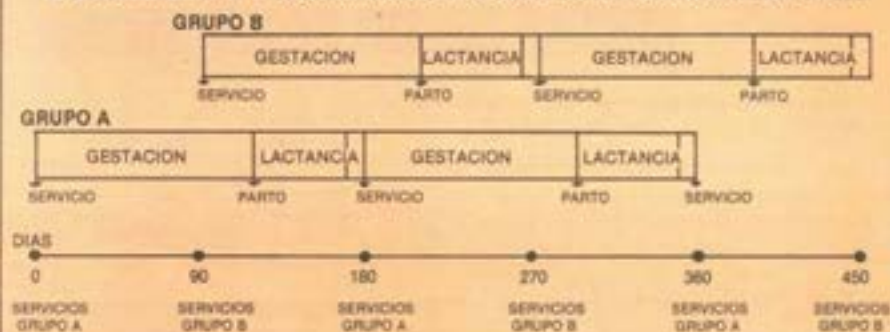 GRUPO B
GESTACION LACTANCIA GESTACION LACTANCIA
SERVICIO PARTO SERVICIO PARTO
GRUPO A
GESTACION LACTANCIA GESTACION LACTANCIA
SERVICIO PARTO SERVICIO PARTO SERVICIO
DIAS
0 90 180 270 360 450
SERVICIOS SERVICIOS SERVICIOS SERVICIOS SERVICIOS SERVICIOS
GRUPO A GRUPO B GRUPO A GRUPO B GRUPO A GRUPO B